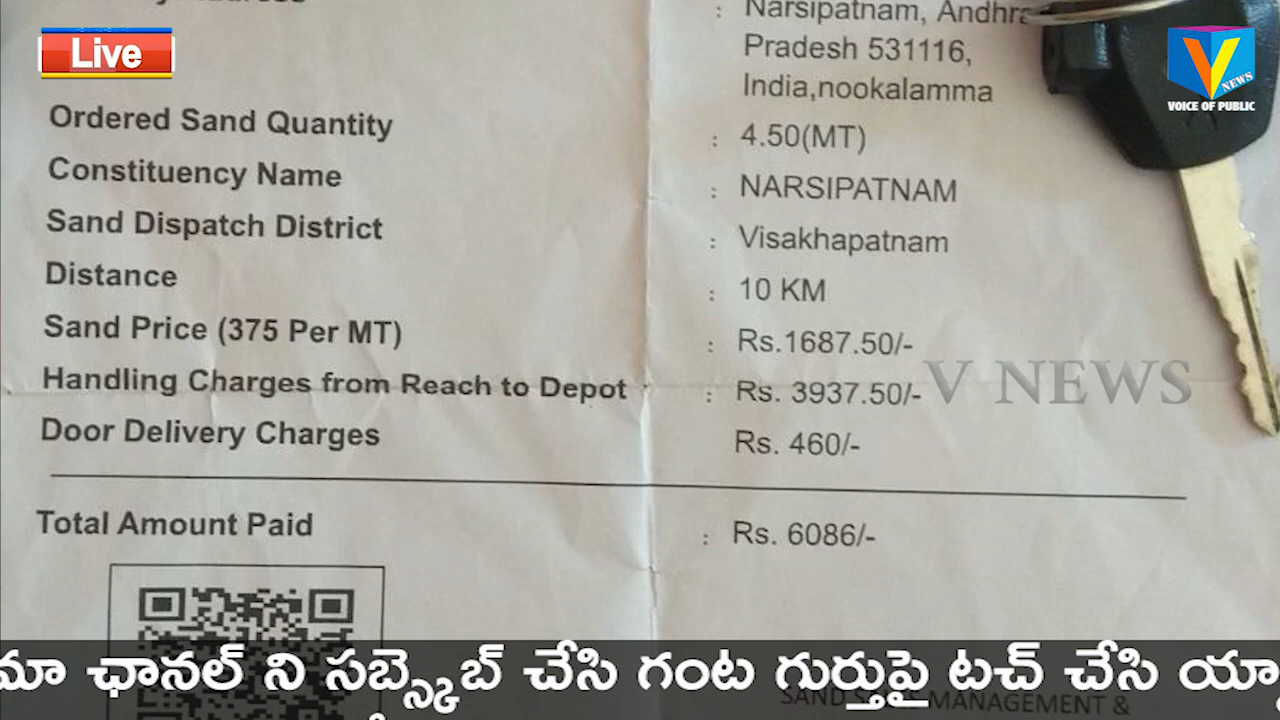 Live
Narsipatnam, Andhra
Pradesh 531116,
India,nookalamma
V
NEWS
VOICE OF PUBLIC
Ordered Sand Quantity : 4.50(MT)
Constituency Name : NARSIPATNAM
Sand Dispatch District : Visakhapatnam
Distance : 10 KM
Sand Price (375 Per MT) : Rs.1687.50/-
Handling Charges from Reach to Depot : Rs. 3937.50/-
V NEWS
Door Delivery Charges Rs. 460/-
Total Amount Paid : Rs. 6086/-
మా ఛానల్ ని సబ్స్క్రైబ్ చేసి గంట గుర్తుపై టచ్ చేసి
MANAGEMENT &